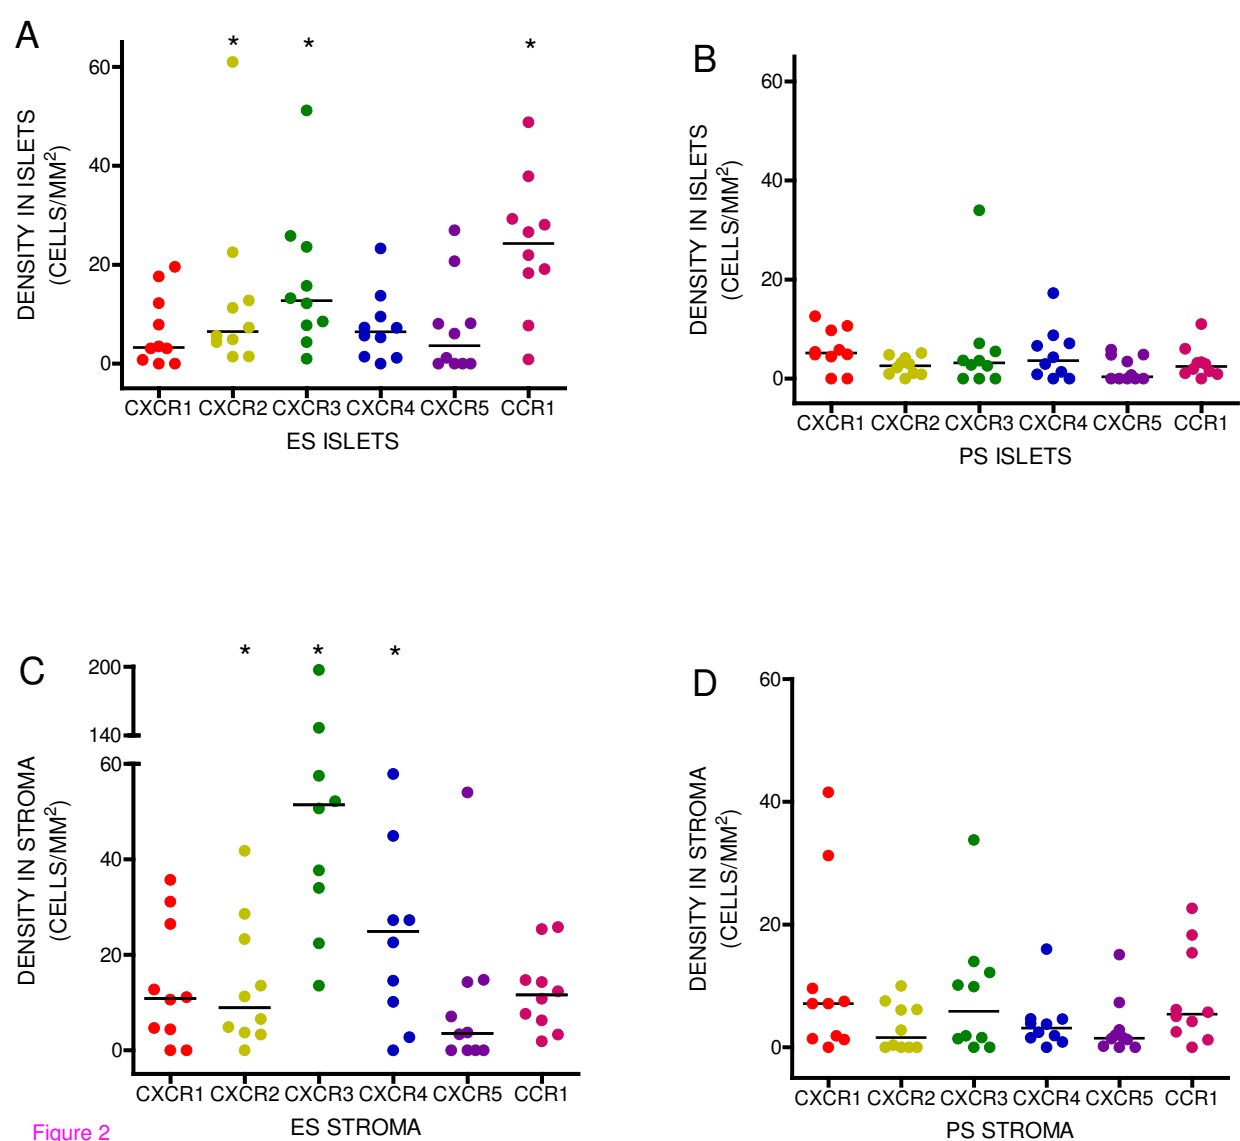 A
* * *
60
40
20
0
DENSITY IN ISLETS
(CELLS/MM²)
CXCR1 CXCR2 CXCR3 CXCR4 CXCR5 CCR1
ES ISLETS
B
60
40
20
0
DENSITY IN ISLETS
(CELLS/MM²)
CXCR1 CXCR2 CXCR3 CXCR4 CXCR5 CCR1
PS ISLETS
C
* * *
200
140
60
40
20
0
DENSITY IN STROMA
(CELLS/MM²)
CXCR1 CXCR2 CXCR3 CXCR4 CXCR5 CCR1
ES STROMA
D
60
40
20
0
DENSITY IN STROMA
(CELLS/MM²)
CXCR1 CXCR2 CXCR3 CXCR4 CXCR5 CCR1
PS STROMA
Figure 2